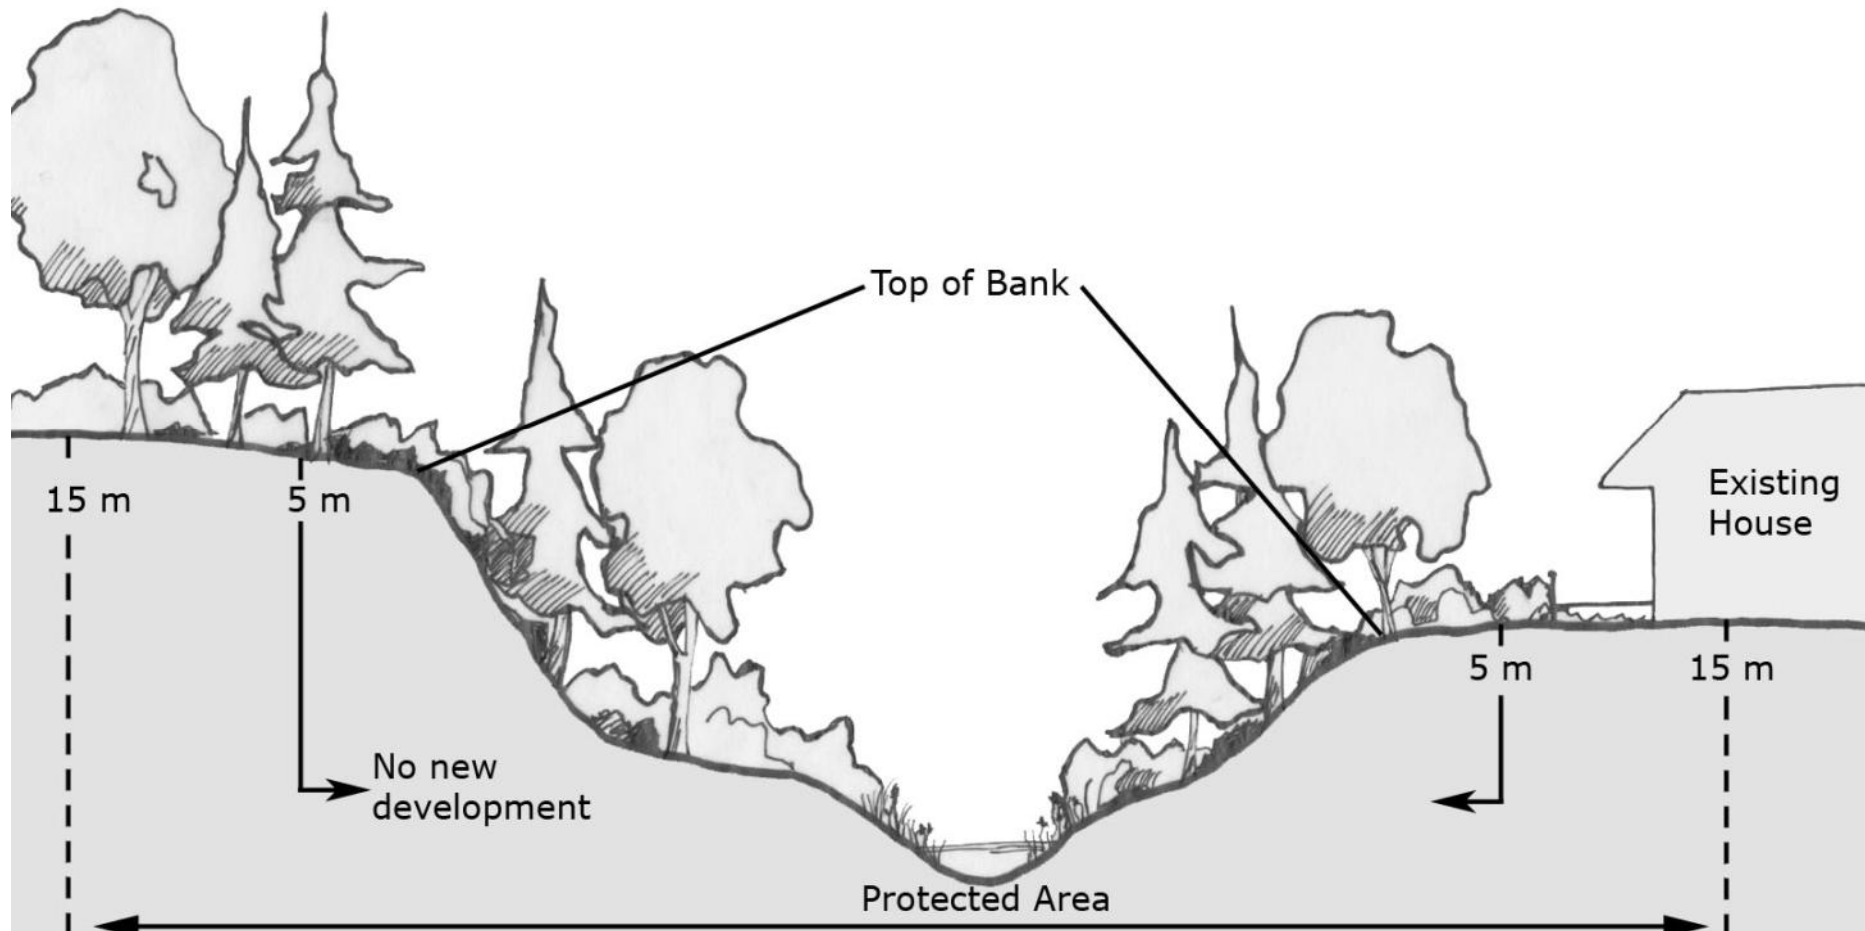 Top of Bank
Existing
House
15 m
5 m
5 m
15 m
No new
development
Protected Area